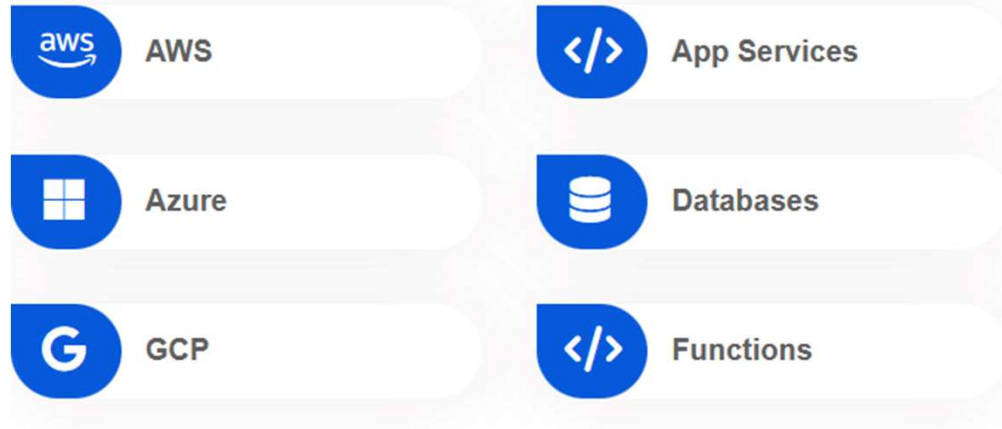 aws AWS
App Services
Azure
Databases
G GCP
Functions